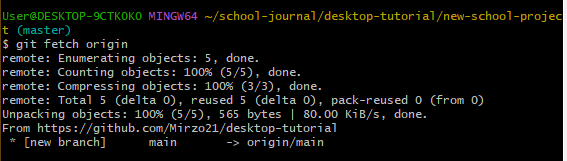 User@DESKTOP-9CTKOKO MINGW64 ~/school-journal/desktop-tutorial/new-school-projec
t (master)
$ git fetch origin
remote: Enumerating objects: 5, done.
remote: Counting objects: 100% (5/5), done.
remote: Compressing objects: 100% (3/3), done.
remote: Total 5 (delta 0), reused 5 (delta 0), pack-reused 0 (from 0)
Unpacking objects: 100% (5/5), 565 bytes | 80.00 KiB/s, done.
From https://github.com/Mirzo21/desktop-tutorial
 * [new branch]      main       -> origin/main